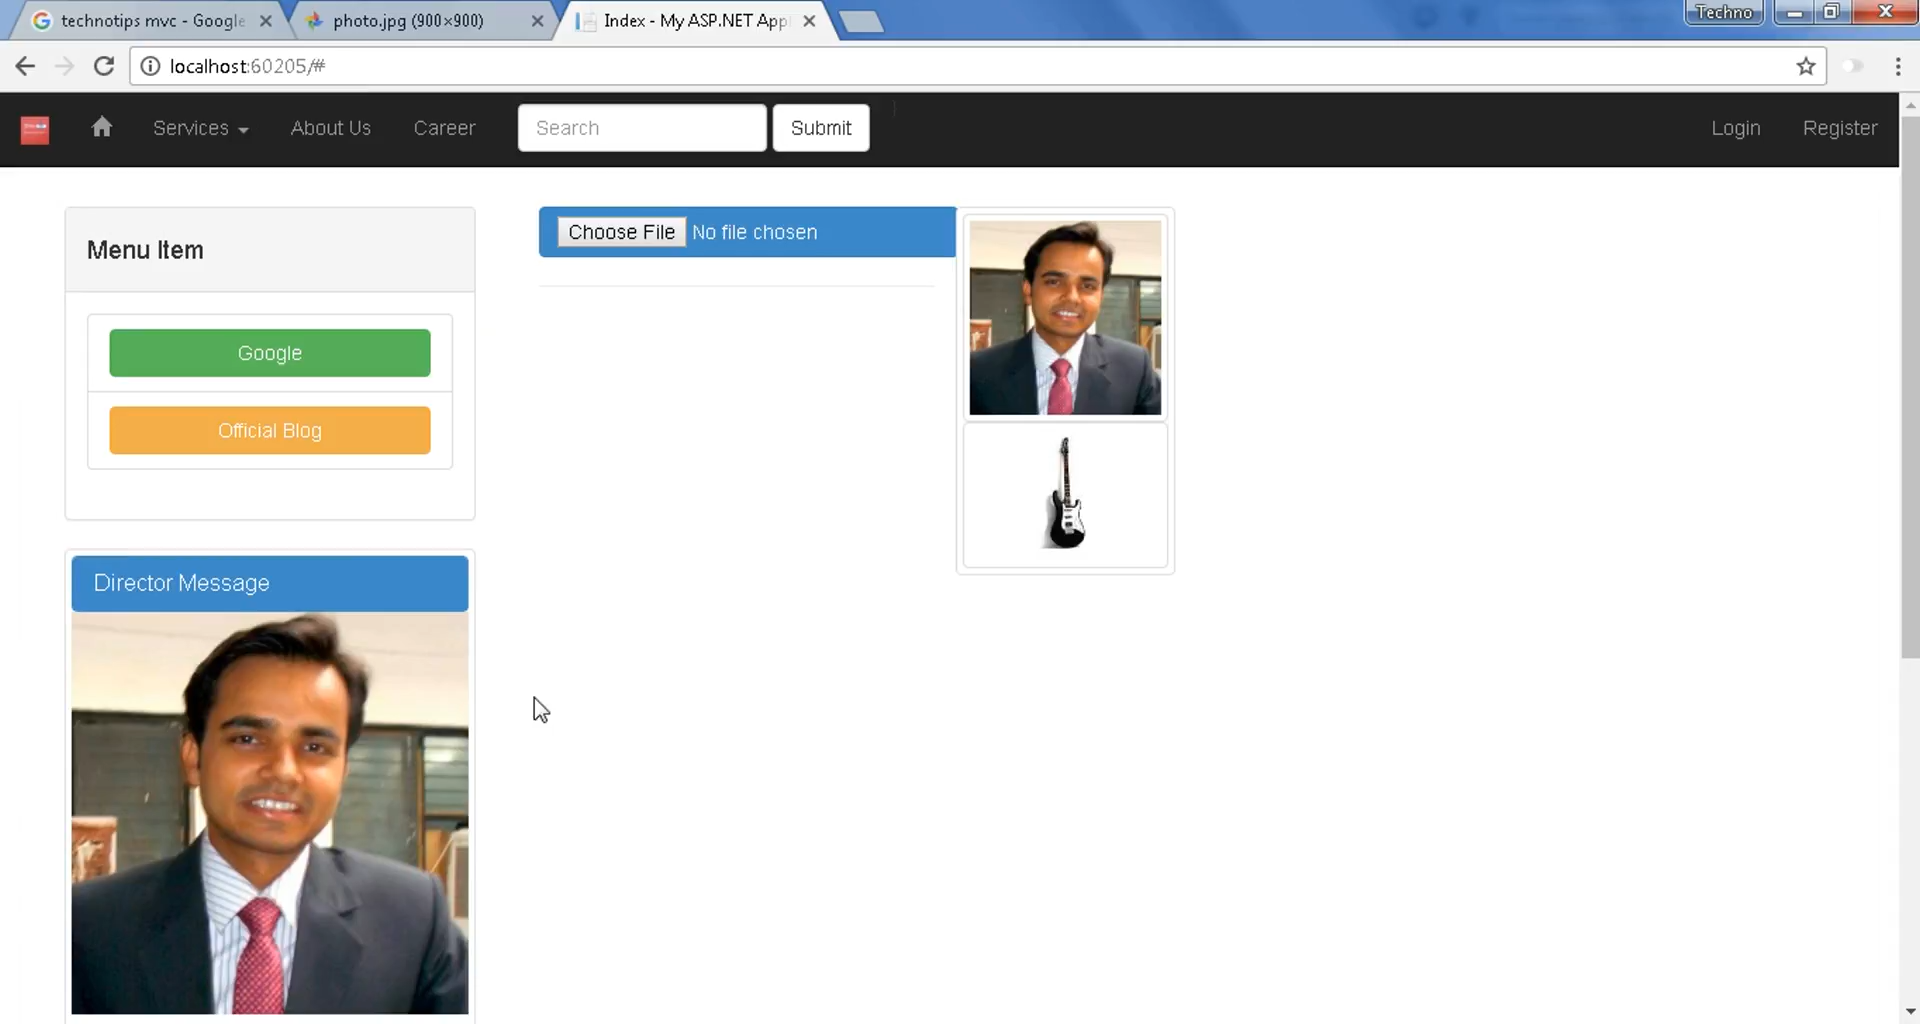 technotips mvc - Google
photo.jpg (900×900)
Index - My ASP.NET App
Techno
localhost:60205/#
Services
About Us
Career
Search
Submit
Login
Register
Menu Item
Choose File No file chosen
Google
Official Blog
Director Message